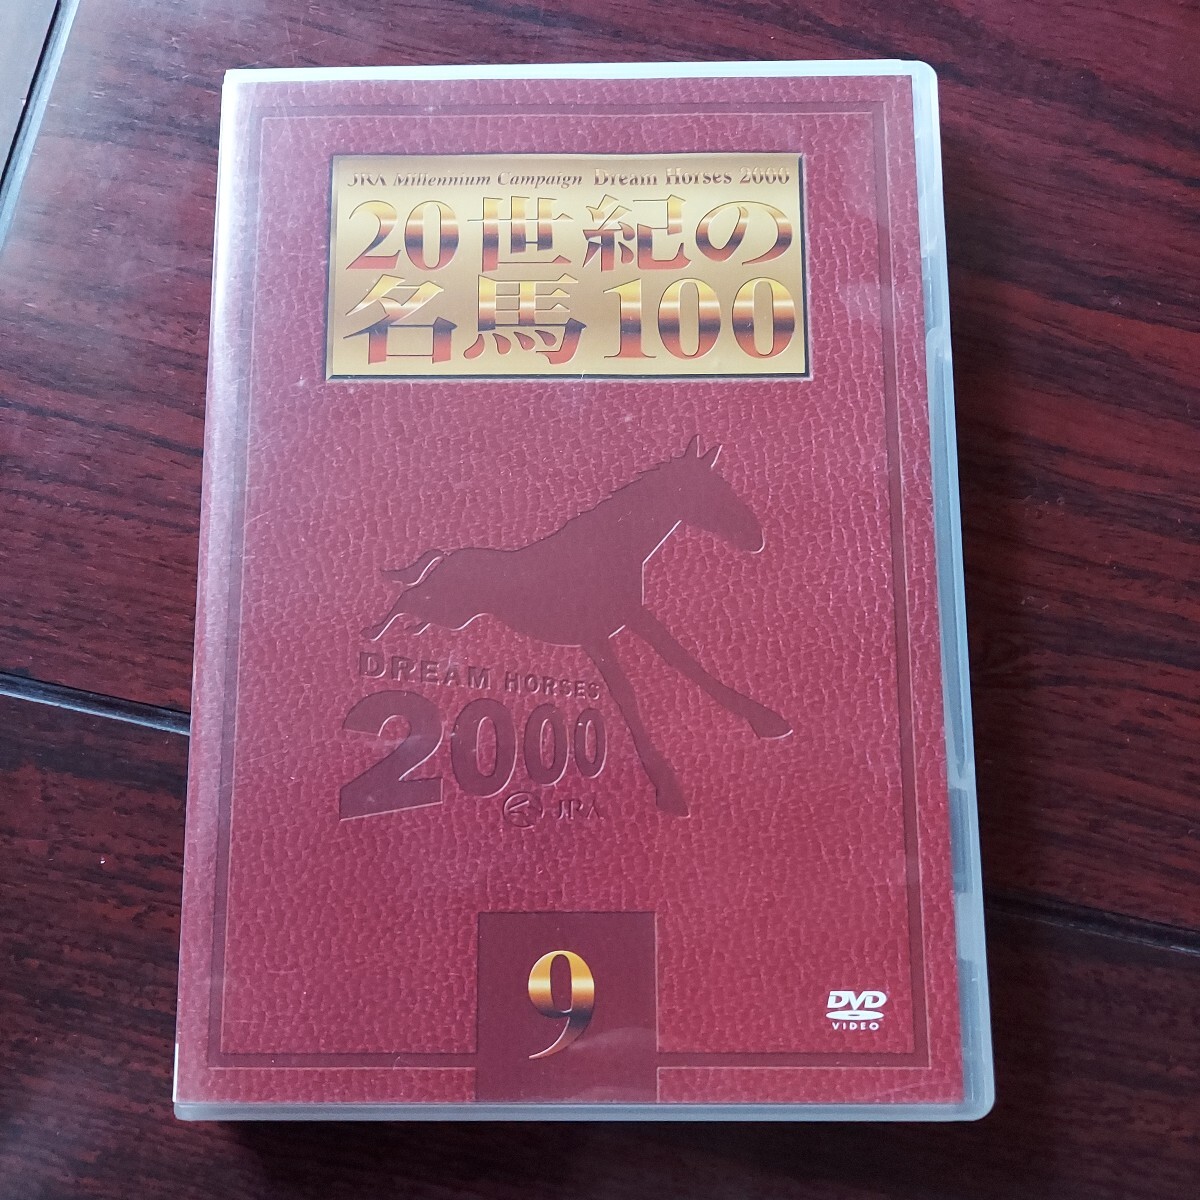 JRA Millennium Campaign Dream Horses 2000
20世紀の
名馬100
DREAM HORSES
2000
JRA
9
DVD
VIDEO